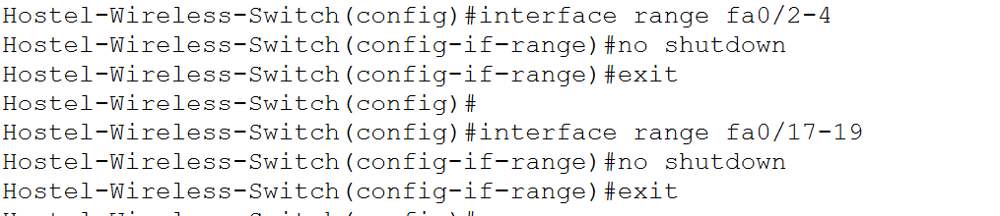 Hostel-Wireless-Switch(config)#interface range fa0/2-4
Hostel-Wireless-Switch(config-if-range)#no shutdown
Hostel-Wireless-Switch(config-if-range)#exit
Hostel-Wireless-Switch(config)#
Hostel-Wireless-Switch(config)#interface range fa0/17-19
Hostel-Wireless-Switch(config-if-range)#no shutdown
Hostel-Wireless-Switch(config-if-range)#exit